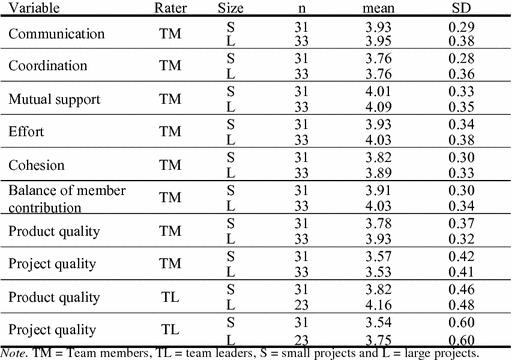 Variable Rater Size n mean SD
Communication TM S 31 3.93 0.29
L 33 3.95 0.38
Coordination TM S 31 3.76 0.28
L 33 3.76 0.36
Mutual support TM S 31 4.01 0.33
L 33 4.09 0.35
Effort TM S 31 3.93 0.34
L 33 4.03 0.38
Cohesion TM S 31 3.82 0.30
L 33 3.89 0.33
Balance of member contribution TM S 31 3.91 0.30
L 33 4.03 0.34
Product quality TM S 31 3.78 0.37
L 33 3.93 0.32
Project quality TM S 31 3.57 0.42
L 33 3.53 0.41
Product quality TL S 31 3.82 0.46
L 23 4.16 0.48
Project quality TL S 31 3.54 0.60
L 23 3.75 0.60
Note. TM = Team members, TL = team leaders, S = small projects and L = large projects.